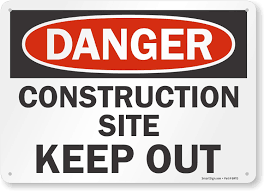 DANGER
CONSTRUCTION
SITE
KEEP OUT